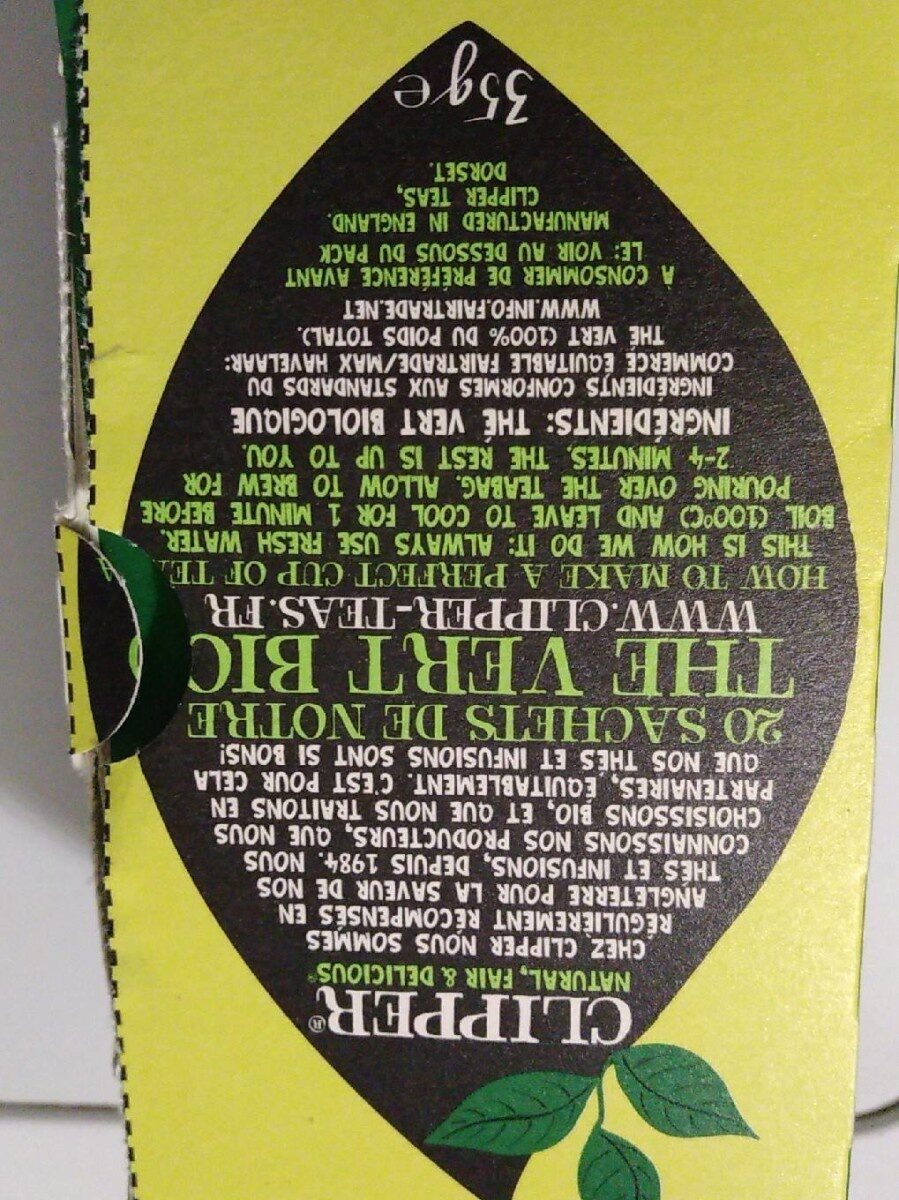 CLIPPER®
NATURAL, FAIR & DELICIOUS®
CHEZ CLIPPER NOUS SOMMES
RÉGULIEREMENT RÉCOMPENSÉS EN
ANGLETERRE POUR LA SAVEUR DE NOS
THÉS ET INFUSIONS, DEPUIS 1984. NOUS
CONNAISSONS NOS PRODUCTEURS, QUE NOUS
CHOISISSONS BIO, ET QUE NOUS TRAITONS EN
PARTENAIRES, ÉQUITABLEMENT. C'EST POUR CELA
QUE NOS THÉS ET INFUSIONS SONT SI BONS!
20 SACHETS DE NOTRE
THÉ VERT BIO
WWW.CLIPPER-TEAS.FR
HOW TO MAKE A PERFECT CUP OF TEA
THIS IS HOW WE DO IT: ALWAYS USE FRESH WATER.
BOIL (100ºC) AND LEAVE TO COOL FOR 1 MINUTE BEFORE
POURING OVER THE TEABAG. ALLOW TO BREW FOR
2-4 MINUTES. THE REST IS UP TO YOU.
INGRÉDIENTS: THÉ VERT BIOLOGIQUE
INGRÉDIENTS CONFORMES AUX STANDARDS DU
COMMERCE ÉQUITABLE FAIRTRADE/MAX HAVELAAR:
THÉ VERT (100% DU POIDS TOTAL).
WWW.INFO.FAIRTRADE.NET
A CONSOMMER DE PRÉFÉRENCE AVANT
LE: VOIR AU DESSOUS DU PACK
MANUFACTURED IN ENGLAND.
CLIPPER TEAS,
DORSET.
35g e